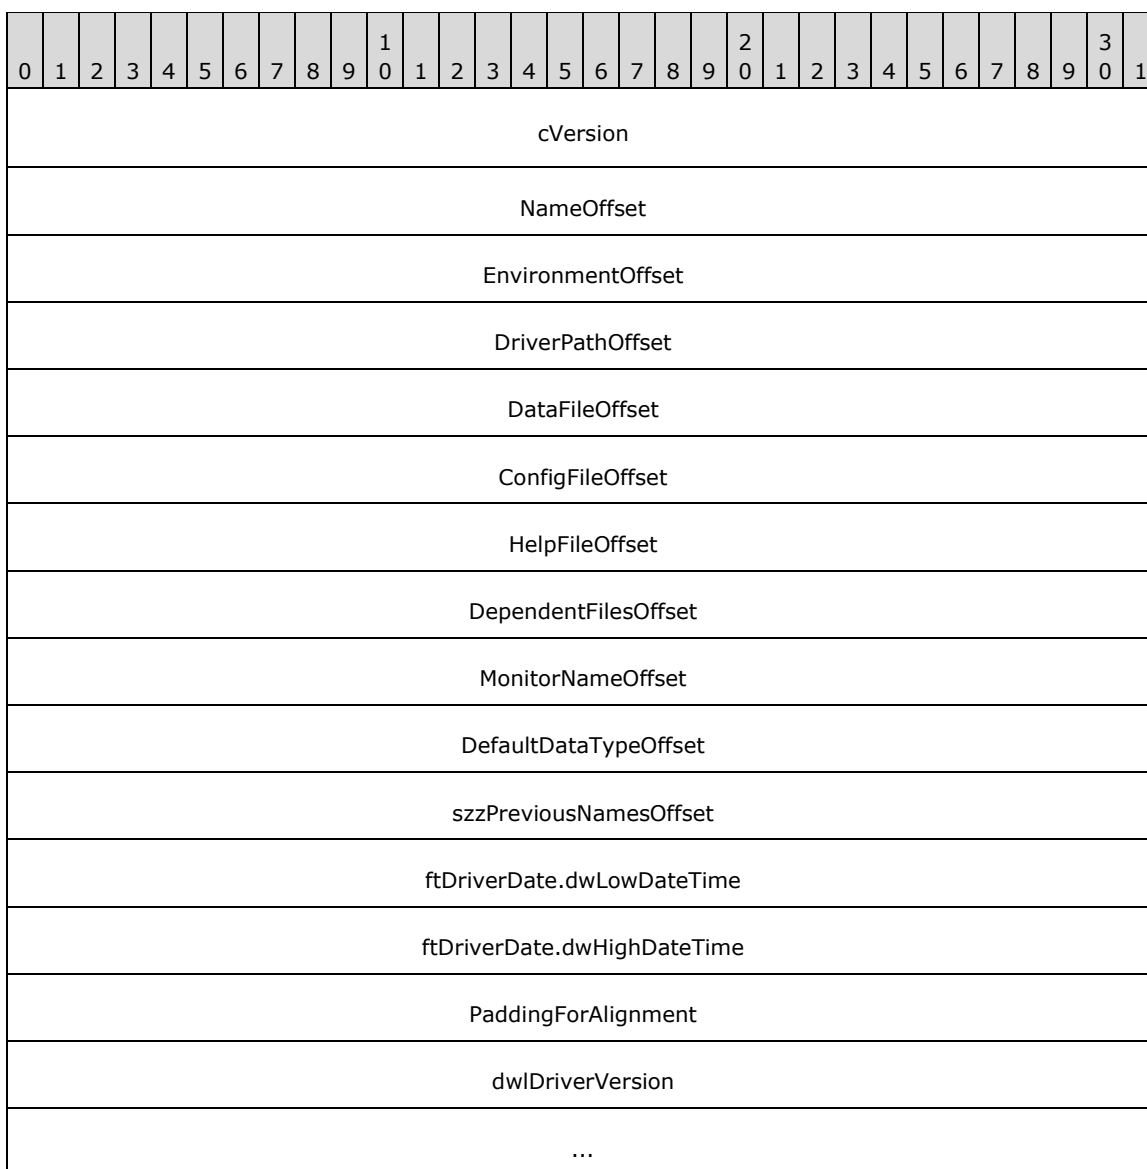 1 2 3
0 1 2 3 4 5 6 7 8 9 0 1 2 3 4 5 6 7 8 9 0 1 2 3 4 5 6 7 8 9 0 1
cVersion
NameOffset
EnvironmentOffset
DriverPathOffset
DataFileOffset
ConfigFileOffset
HelpFileOffset
DependentFilesOffset
MonitorNameOffset
DefaultDataTypeOffset
szzPreviousNamesOffset
ftDriverDate.dwLowDateTime
ftDriverDate.dwHighDateTime
PaddingForAlignment
dwlDriverVersion
...